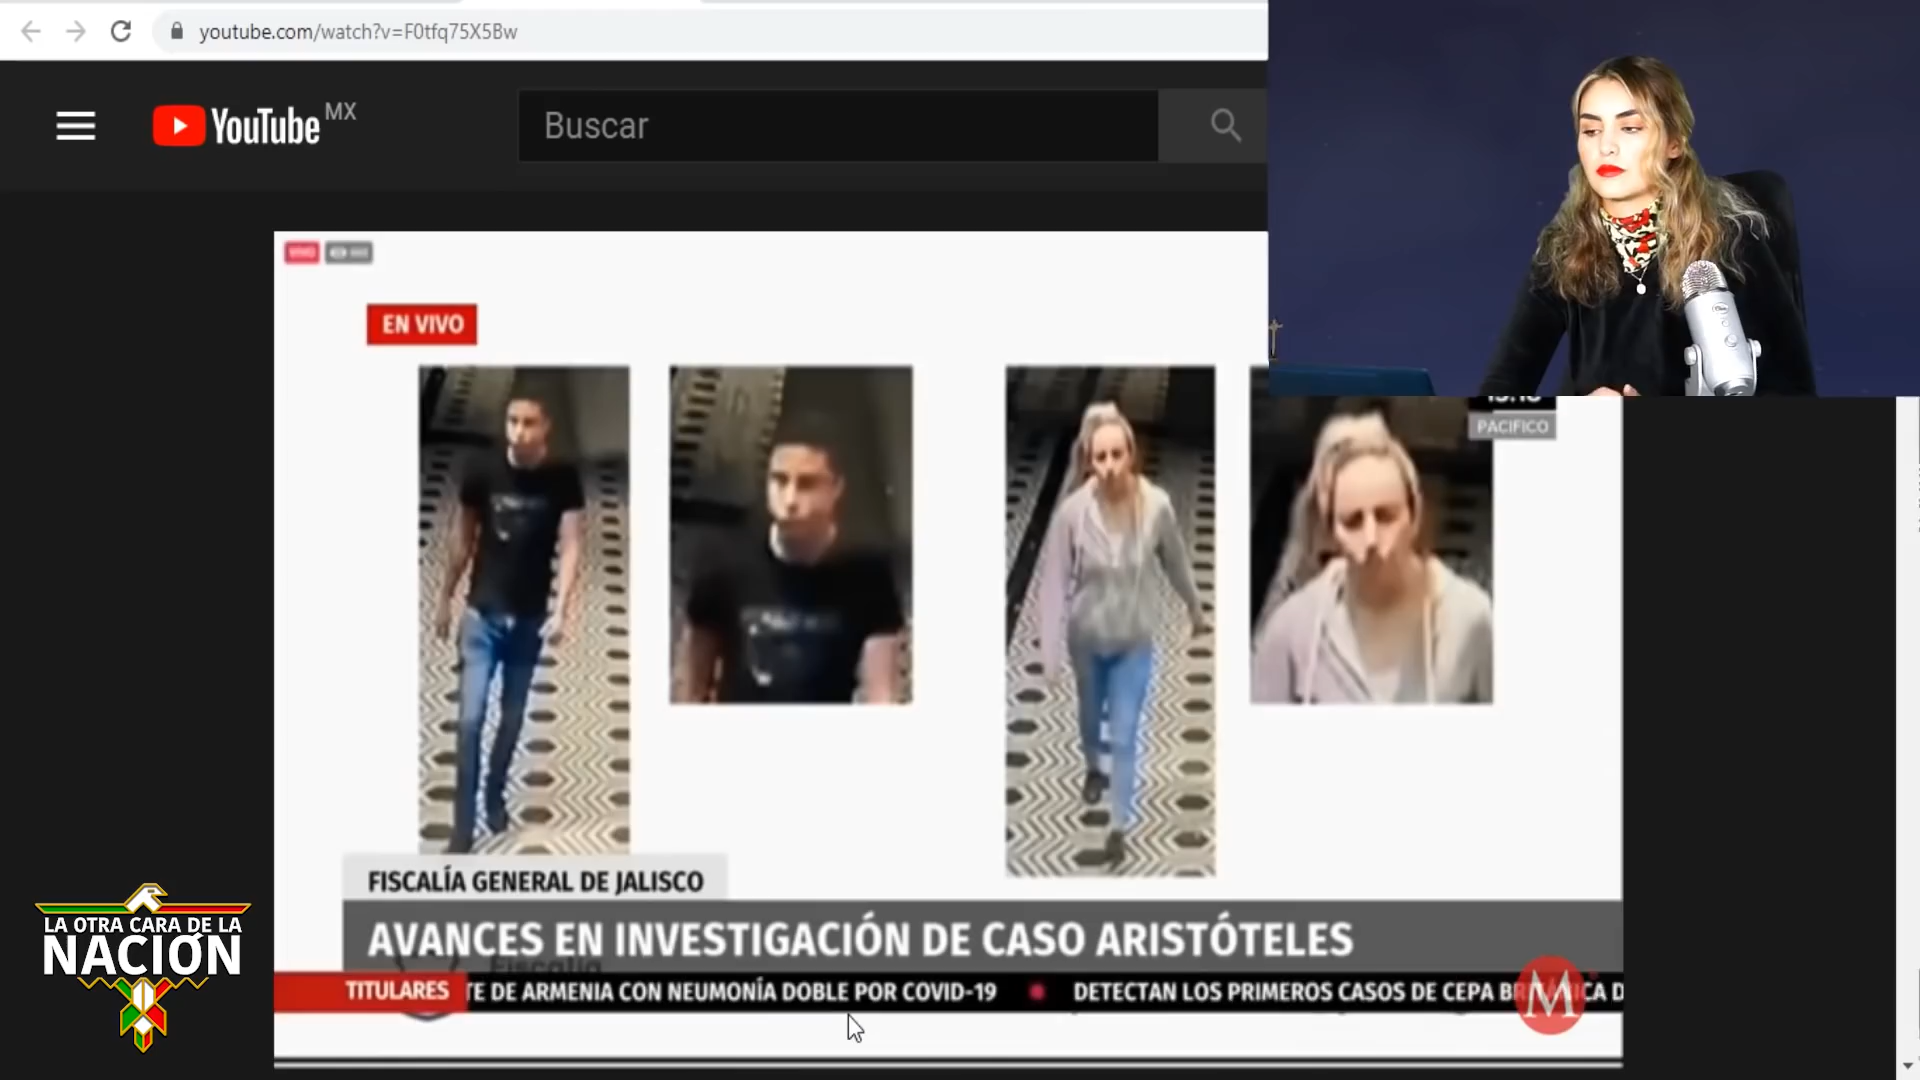 youtube.com/watch?v=F0tfq75X5Bw
YouTube MX
Buscar
EN VIVO
PACIFICO
FISCALÍA GENERAL DE JALISCO
AVANCES EN INVESTIGACIÓN DE CASO ARISTÓTELES
Fiscalía
TITULARES
TE DE ARMENIA CON NEUMONÍA DOBLE POR COVID-19
DETECTAN LOS PRIMEROS CASOS DE CEPA BRITÁNICA D
M
LA OTRA CARA DE LA
NACIÓN